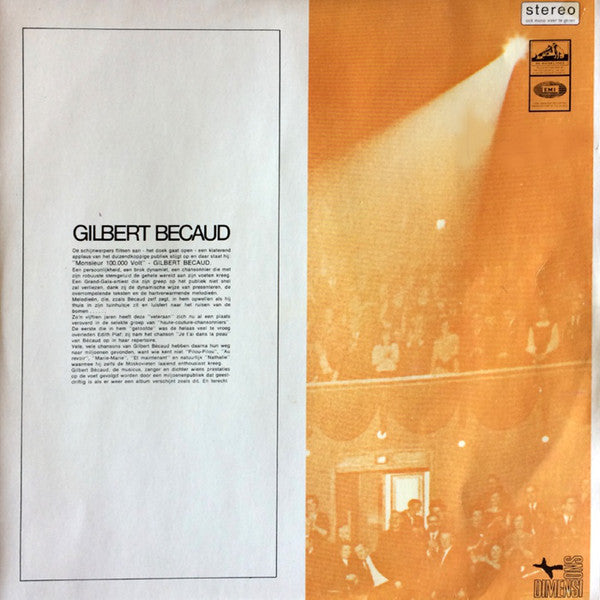 stereo
ook mono weer te geven
EMI
GILBERT BECAUD
De schijnwerpers flitsen aan - het doek gaat open - een klaterend
applaus van het duizendkoppige publiek stijgt op en daar staat hij:
"Monsieur 100.000 Volt" - GILBERT BECAUD.
Een persoonlijkheid, een brok dynamiet, een chansonnier die met
zijn robuuste stemgeluid de gehele wereld aan zijn voeten kreeg.
Een Grand-Gala-artiest die zijn greep op het publiek niet snel
zal verliezen, dank zij de dynamische wijze van presenteren, de
overrompelende teksten en de hartverwarmende melodieën.
Melodieën, die, zoals Bécaud zelf zegt, in hem opwellen als hij
thuis in zijn tuinhuisje zit en luistert naar het ruisen van de
bomen . . .
Zo'n vijftien jaren heeft deze "veteraan" zich nu al een plaats
veroverd in de selekte groep van "haute-couture-chansonniers".
De eerste die in hem "geloofde" was de helaas veel te vroeg
overleden Edith Piaf; zij nam het chanson "Je t'ai dans la peau"
van Bécaud op in haar repertoire.
Vele, vele chansons van Gilbert Bécaud hebben daarna hun weg
naar miljoenen gevonden, want wie kent niet "Pilou-Pilou", "Au
revoir", "Marie-Marie", "Et maintenant" en natuurlijk "Nathalie"
waarmee hij zelfs de Moskovieten laaiend enthousiast kreeg.
Gilbert Bécaud, de musicus, zanger en dichter wiens prestaties
op de voet gevolgd worden door een miljoenenpubliek dat geest-
driftig is als er weer een album verschijnt zoals dit. En terecht!
DIMENSI
ONS